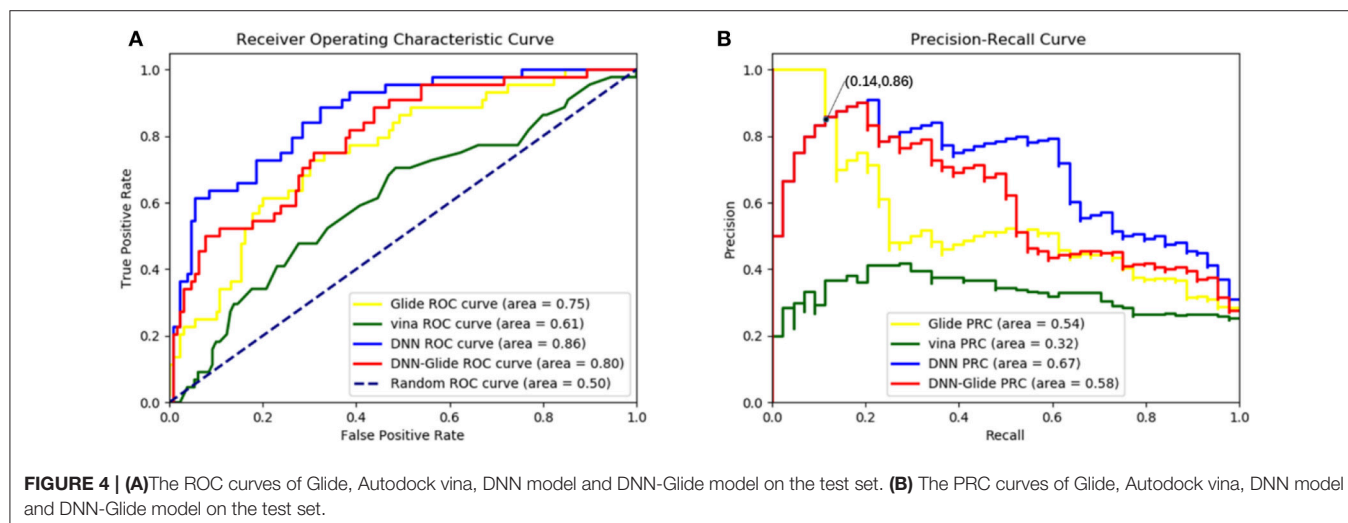 A
Receiver Operating Characteristic Curve
1.0
0.8
0.6
0.4
0.2
0.0
True Positive Rate
Glide ROC curve (area = 0.75)
vina ROC curve (area = 0.61)
DNN ROC curve (area = 0.86)
DNN-Glide ROC curve (area = 0.80)
Random ROC curve (area = 0.50)
0.0 0.2 0.4 0.6 0.8 1.0
False Positive Rate
B
Precision-Recall Curve
1.0
0.8
0.6
0.4
0.2
0.0
Precision
(0.14,0.86)
Glide PRC (area = 0.54)
vina PRC (area = 0.32)
DNN PRC (area = 0.67)
DNN-Glide PRC (area = 0.58)
0.0 0.2 0.4 0.6 0.8 1.0
Recall
FIGURE 4 | (A)The ROC curves of Glide, Autodock vina, DNN model and DNN-Glide model on the test set. (B) The PRC curves of Glide, Autodock vina, DNN model
and DNN-Glide model on the test set.